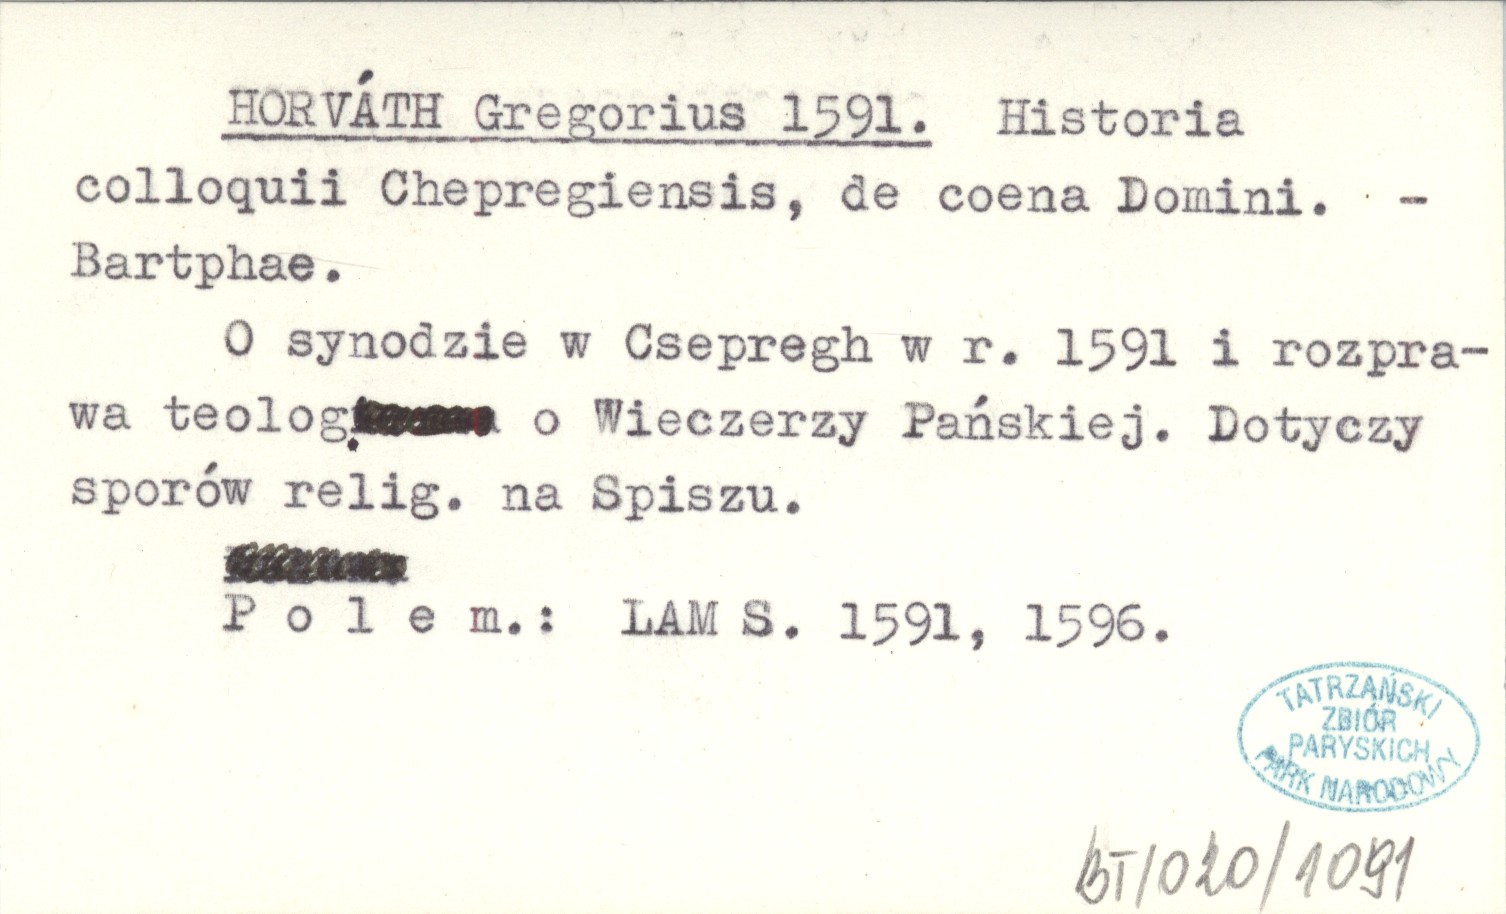 HORVÁTH Gregorius 1591. Historia
colloquii Chepregiensis, de coena Domini. -
Bartphae.
O synodzie w Csepregh w r. 1591 i rozpra-
wa teolog. o Wieczerzy Pańskiej. Dotyczy
sporów relig. na Spiszu.
P o l e m.: LAM S. 1591, 1596.
TATRZAŃSKI
ZBIÓR
PARYSKICH
PARK NARODOWY
BT/020/1091